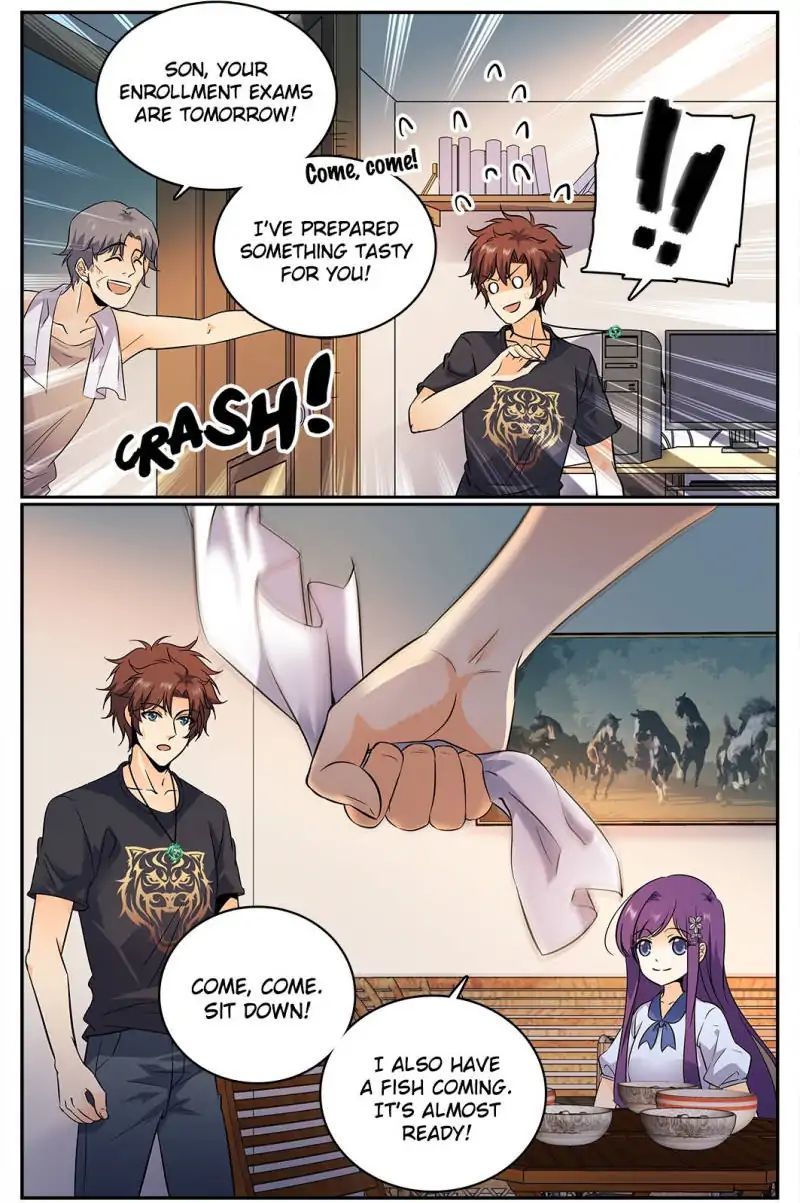 SON, YOUR
ENROLLMENT EXAMS
ARE TOMORROW!
Come, come!
I'VE PREPARED
SOMETHING TASTY
FOR YOU!
!!
CRASH!
COME, COME.
SIT DOWN!
I ALSO HAVE
A FISH COMING.
IT'S ALMOST
READY!